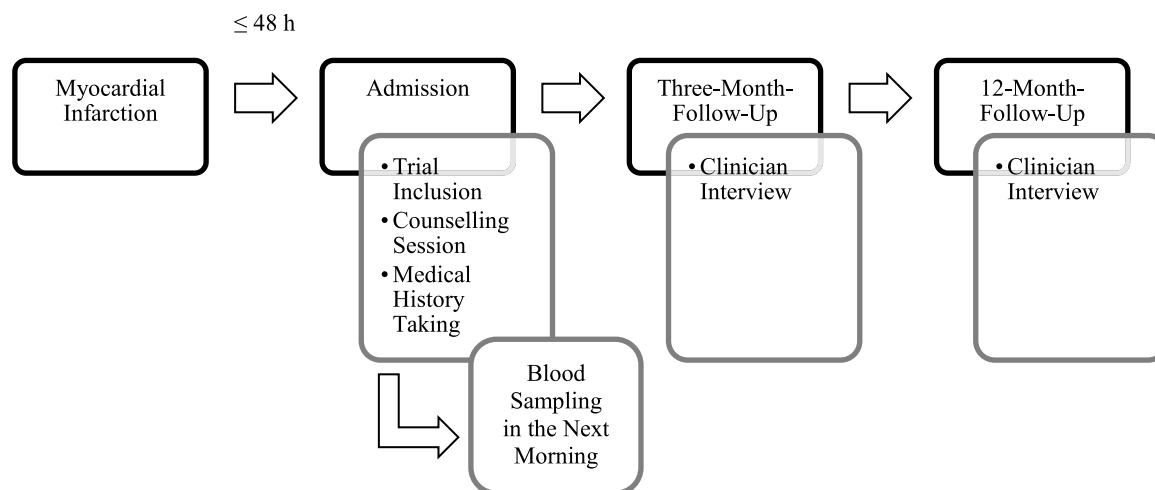 ≤ 48 h
Myocardial
Infarction
Admission
• Trial
Inclusion
• Counselling
Session
• Medical
History
Taking
Blood
Sampling
in the Next
Morning
Three-Month-
Follow-Up
• Clinician
Interview
12-Month-
Follow-Up
• Clinician
Interview